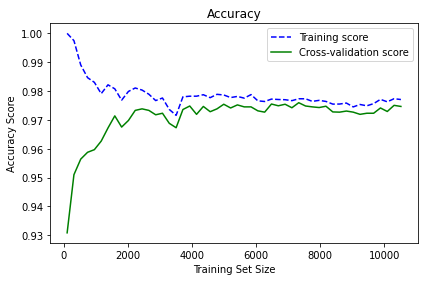 Accuracy
Training score
Cross-validation score
1.00
0.99
0.98
0.97
0.96
0.95
0.94
0.93
Accuracy Score
0
2000
4000
6000
8000
10000
Training Set Size